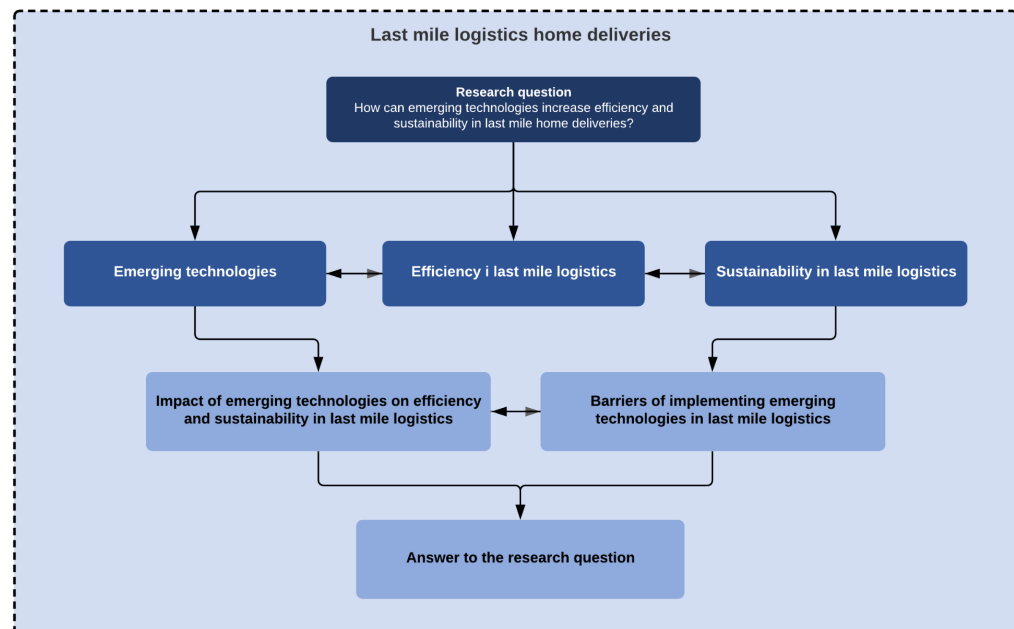 Last mile logistics home deliveries
Research question
How can emerging technologies increase efficiency and
sustainability in last mile home deliveries?
Emerging technologies
Efficiency i last mile logistics
Sustainability in last mile logistics
Impact of emerging technologies on efficiency
and sustainability in last mile logistics
Barriers of implementing emerging
technologies in last mile logistics
Answer to the research question